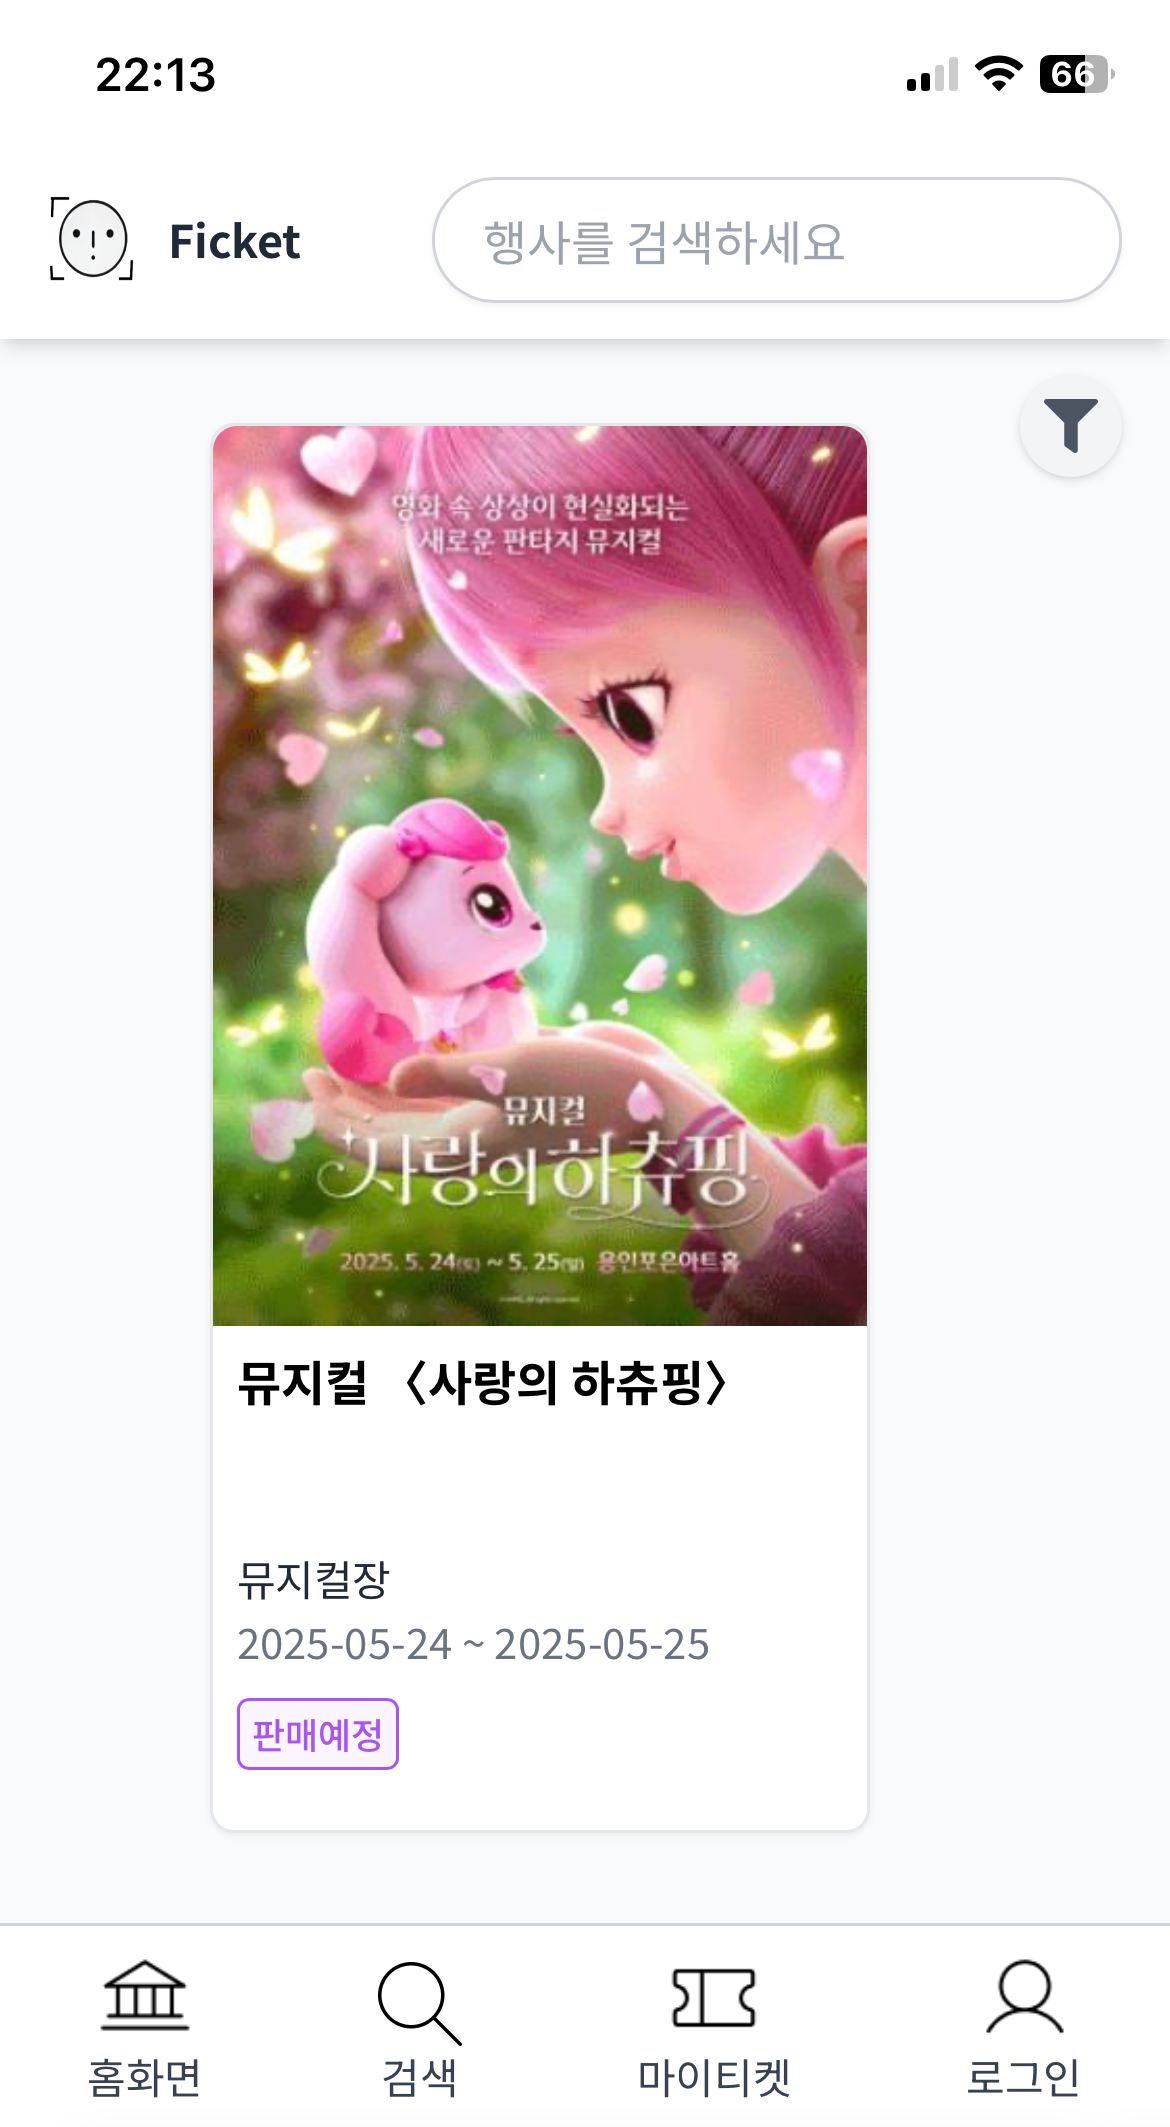 22:13
66
Ficket
행사를 검색하세요
영화 속 상상이 현실화되는
새로운 판타지 뮤지컬
뮤지컬
사랑의 하츄핑
2025. 5. 24(토) ~ 5. 25(일) 용인포은아트홀
뮤지컬 〈사랑의 하츄핑〉
뮤지컬장
2025-05-24 ~ 2025-05-25
판매예정
홈화면
검색
마이티켓
로그인